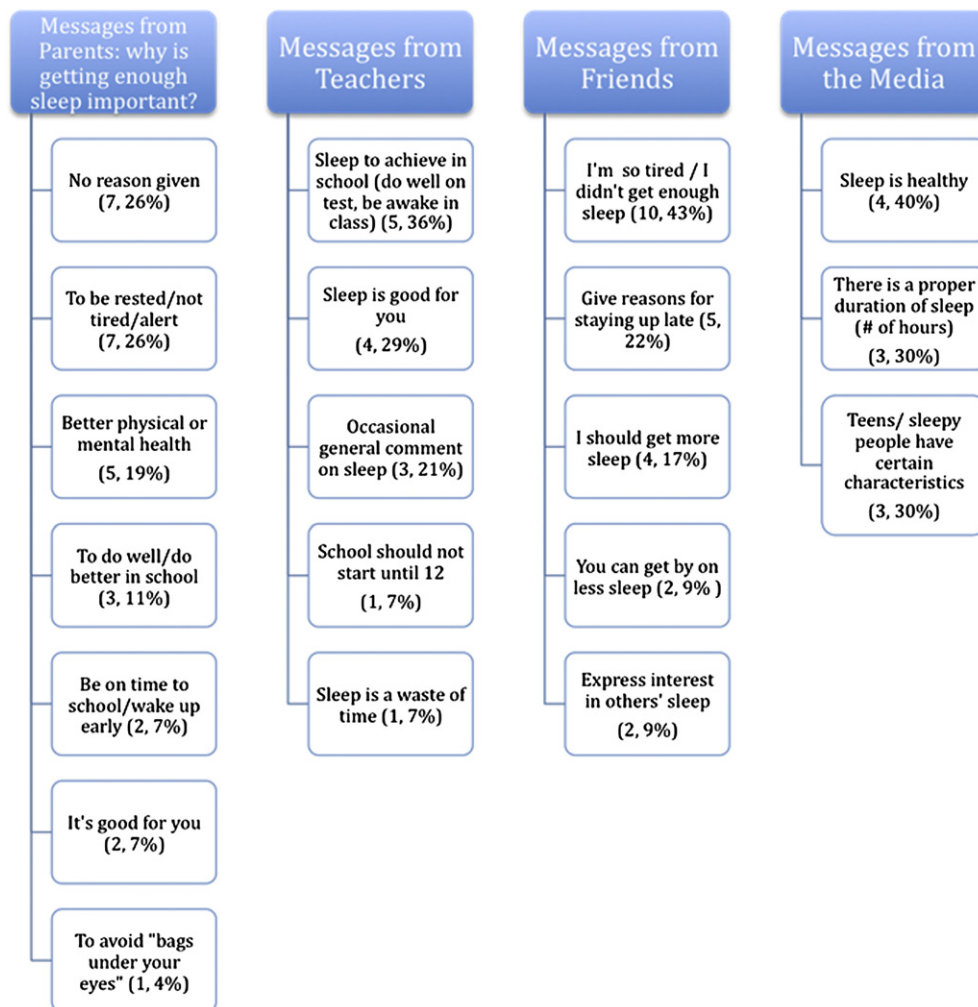 Messages from
Parents: why is
getting enough
sleep important?
No reason given
(7, 26%)
To be rested/not
tired/alert
(7, 26%)
Better physical or
mental health
(5, 19%)
To do well/do
better in school
(3, 11%)
Be on time to
school/wake up
early (2, 7%)
It's good for you
(2, 7%)
To avoid "bags
under your
eyes" (1, 4%)
Messages from
Teachers
Sleep to achieve in
school (do well on
test, be awake in
class) (5, 36%)
Sleep is good for
you
(4, 29%)
Occasional
general comment
on sleep (3, 21%)
School should not
start until 12
(1, 7%)
Sleep is a waste of
time (1, 7%)
Messages from
Friends
I'm so tired / I
didn't get enough
sleep (10, 43%)
Give reasons for
staying up late (5,
22%)
I should get more
sleep (4, 17%)
You can get by on
less sleep (2, 9% )
Express interest
in others' sleep
(2, 9%)
Messages from
the Media
Sleep is healthy
(4, 40%)
There is a proper
duration of sleep
(# of hours)
(3, 30%)
Teens/ sleepy
people have
certain
characteristics
(3, 30%)